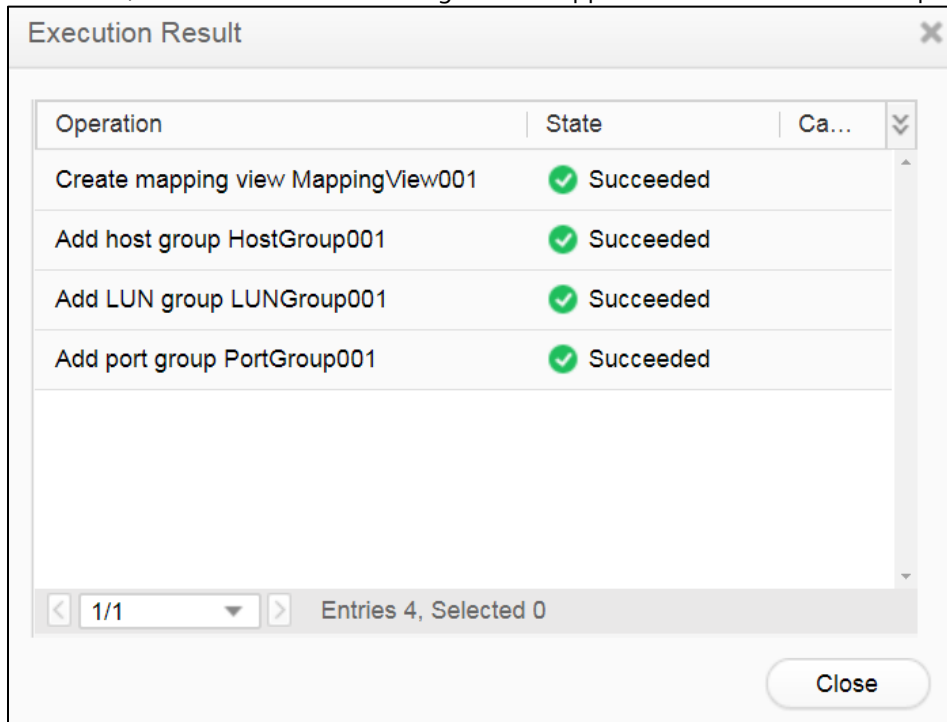 Execution Result
Operation State Ca...
Create mapping view MappingView001 Succeeded
Add host group HostGroup001 Succeeded
Add LUN group LUNGroup001 Succeeded
Add port group PortGroup001 Succeeded
1/1 Entries 4, Selected 0
Close